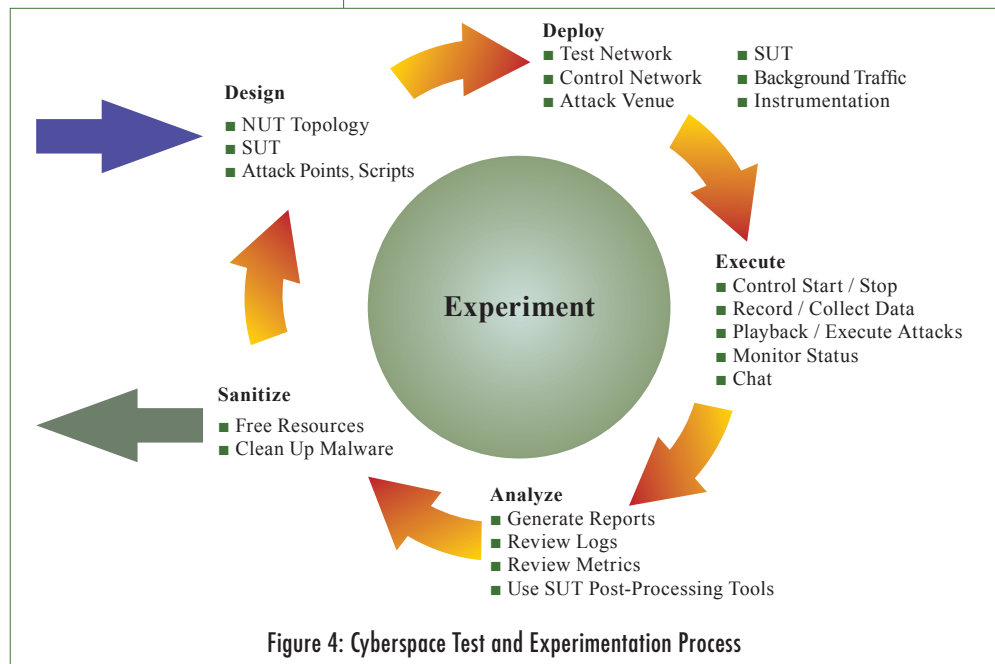 Deploy
■ Test Network
■ Control Network
■ Attack Venue
■ SUT
■ Background Traffic
■ Instrumentation
Design
■ NUT Topology
■ SUT
■ Attack Points, Scripts
Experiment
Execute
■ Control Start / Stop
■ Record / Collect Data
■ Playback / Execute Attacks
■ Monitor Status
■ Chat
Sanitize
■ Free Resources
■ Clean Up Malware
Analyze
■ Generate Reports
■ Review Logs
■ Review Metrics
■ Use SUT Post-Processing Tools
Figure 4: Cyberspace Test and Experimentation Process